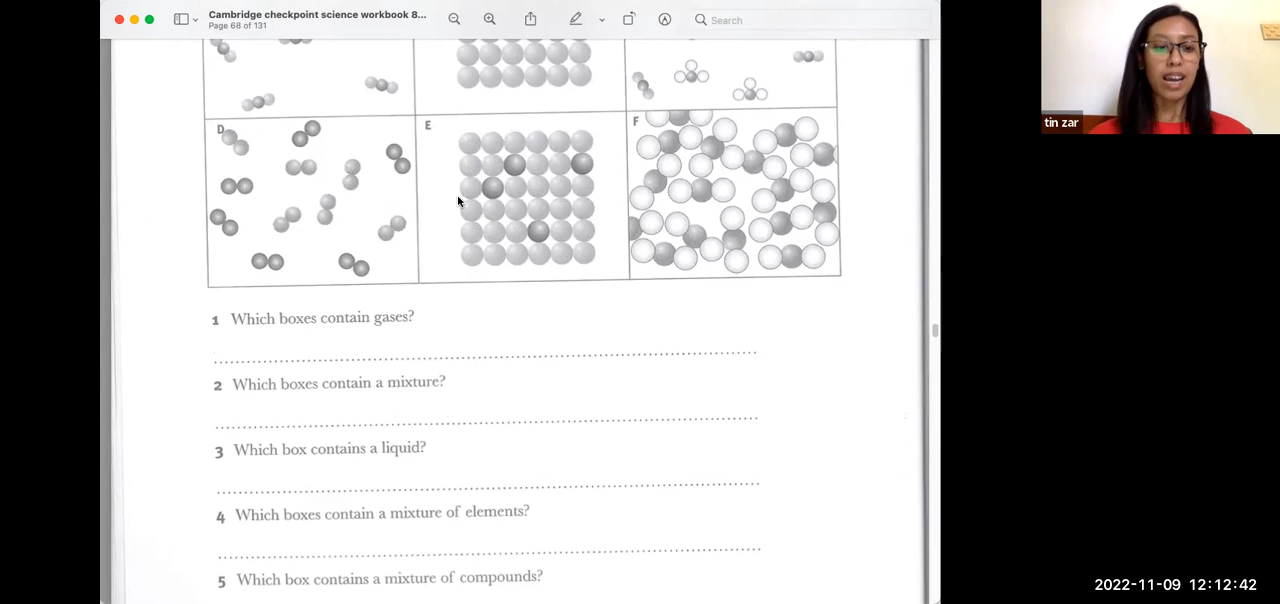 Cambridge checkpoint science workbook 8...
Page 68 of 131
Search
tin zar
D
E
F
1 Which boxes contain gases?
2 Which boxes contain a mixture?
3 Which box contains a liquid?
4 Which boxes contain a mixture of elements?
5 Which box contains a mixture of compounds?
2022-11-09 12:12:42